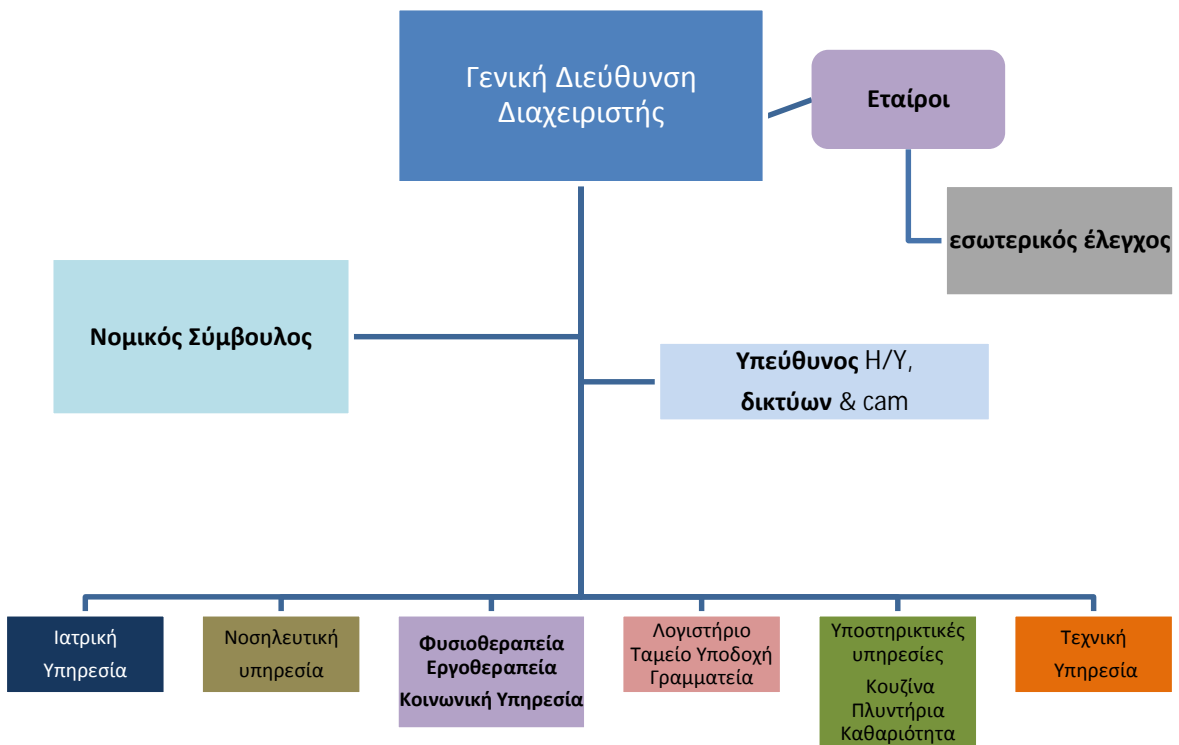 Γενική Διεύθυνση
Διαχειριστής
Εταίροι
εσωτερικός έλεγχος
Νομικός Σύμβουλος
Υπεύθυνος Η/Υ,
δικτύων & cam
Ιατρική
Υπηρεσία
Νοσηλευτική
υπηρεσία
Φυσιοθεραπεία
Εργοθεραπεία
Κοινωνική Υπηρεσία
Λογιστήριο
Ταμείο Υποδοχή
Γραμματεία
Υποστηρικτικές
υπηρεσίες
Κουζίνα
Πλυντήρια
Καθαριότητα
Τεχνική
Υπηρεσία